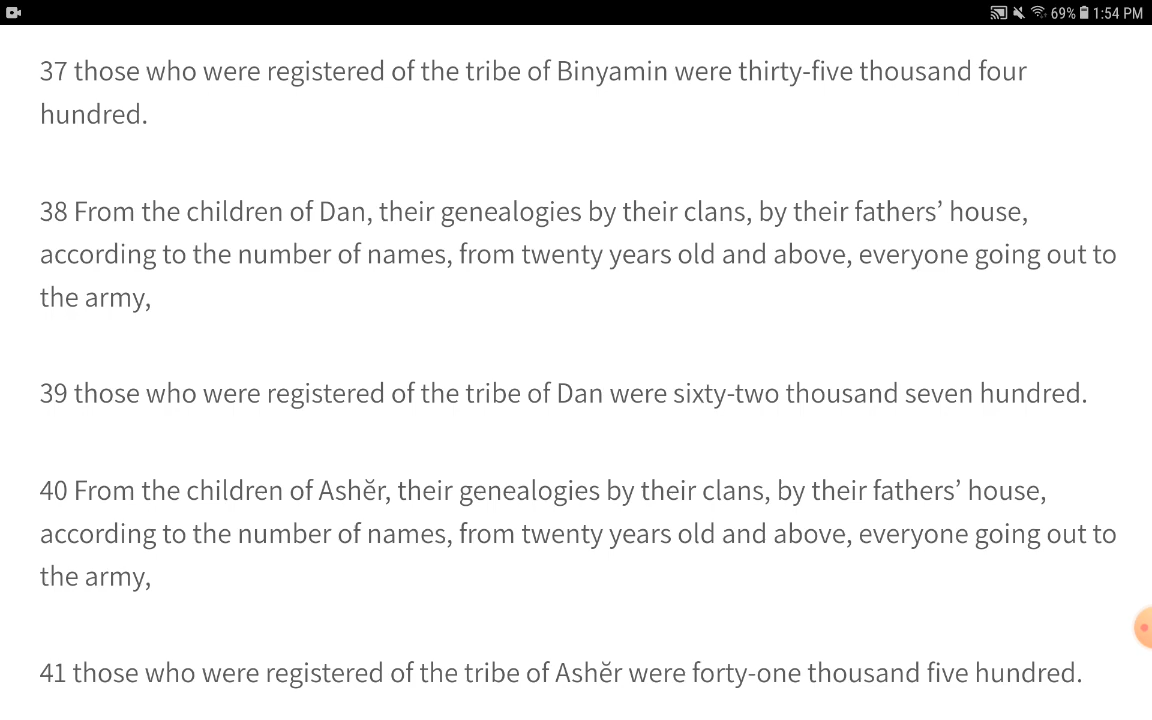 69% 1:54 PM
37 those who were registered of the tribe of Binyamin were thirty-five thousand four
hundred.
38 From the children of Dan, their genealogies by their clans, by their fathers’ house,
according to the number of names, from twenty years old and above, everyone going out to
the army,
39 those who were registered of the tribe of Dan were sixty-two thousand seven hundred.
40 From the children of Ashĕr, their genealogies by their clans, by their fathers’ house,
according to the number of names, from twenty years old and above, everyone going out to
the army,
41 those who were registered of the tribe of Ashĕr were forty-one thousand five hundred.